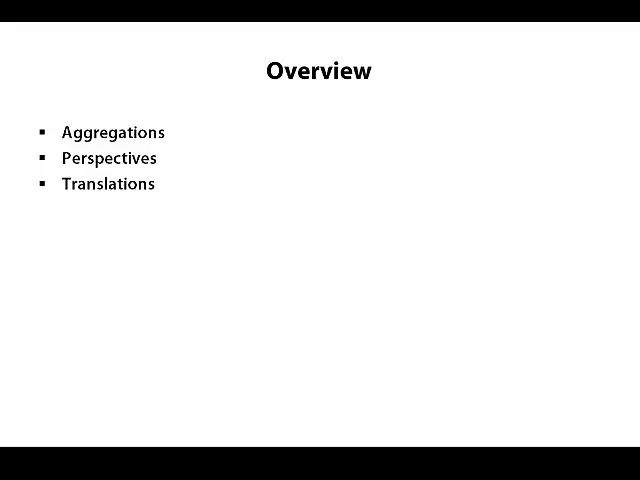 Overview
▪ Aggregations
▪ Perspectives
▪ Translations